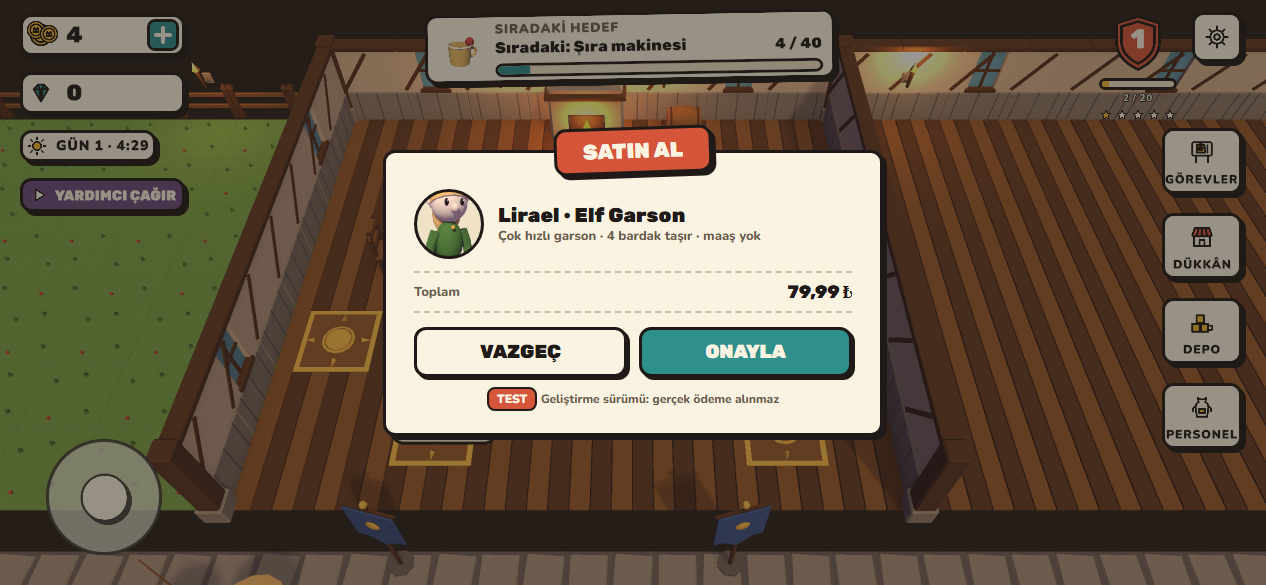 4
SIRADAKİ HEDEF
Sıradaki: Şıra makinesi
4 / 40
1
2 / 20
0
GÜN 1 · 4:29
YARDIMCI ÇAĞIR
SATIN AL
Lirael • Elf Garson
Çok hızlı garson · 4 bardak taşır · maaş yok
Toplam
79,99 ₺
VAZGEÇ
ONAYLA
TEST Geliştirme sürümü: gerçek ödeme alınmaz
GÖREVLER
DÜKKÂN
DEPO
PERSONEL